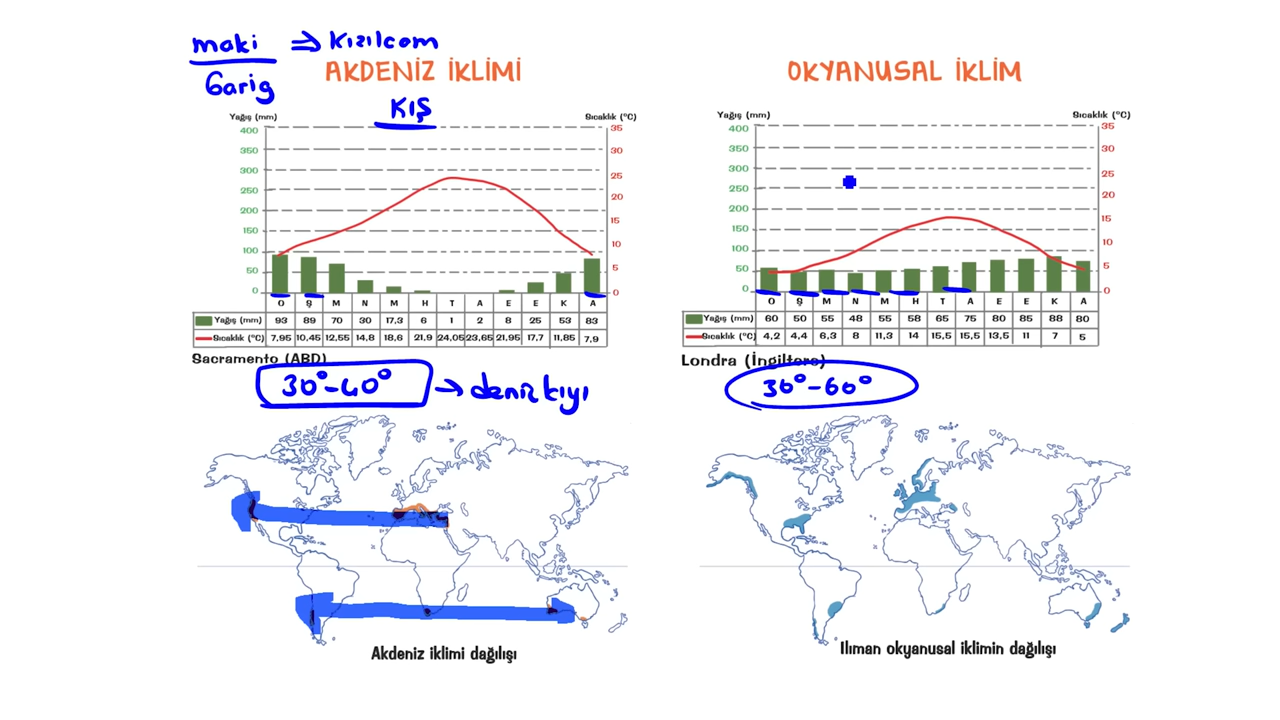 maki ⇒ Kızılcam
Garig
AKDENİZ İKLİMİ
KIŞ
Yağış (mm) Sıcaklık (°C)
400 35
350 30
300 25
250 20
200 15
150 10
100 5
50 0
0
O Ş M N M H T A E E K A
Yağış (mm) 93 89 70 30 17,3 6 1 2 8 25 53 83
Sıcaklık (°C) 7,95 10,45 12,55 14,8 18,6 21,9 24,05 23,65 21,95 17,7 11,85 7,9
Sacramento (ABD)
30°-40° → deniz kıyı
Akdeniz iklimi dağılışı
OKYANUSAL İKLİM
Yağış (mm) Sıcaklık (°C)
400 35
350 30
300 25
250 20
200 15
150 10
100 5
50 0
0
O Ş M N M H T A E E K A
Yağış (mm) 60 50 55 48 55 58 65 75 80 85 88 80
Sıcaklık (°C) 4,2 4,4 6,3 8 11,3 14 15,5 15,5 13,5 11 7 5
Londra (İngiltere)
30°-60°
Ilıman okyanusal iklimin dağılışı